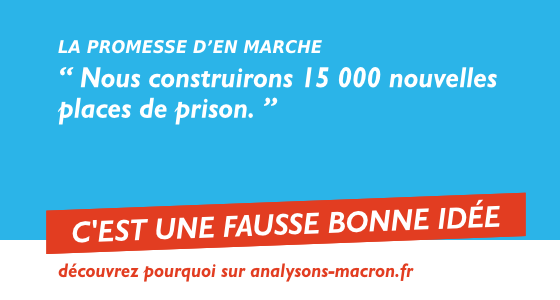 LA PROMESSE D’EN MARCHE
“ Nous construirons 15 000 nouvelles
places de prison. ”
C'EST UNE FAUSSE BONNE IDÉE
découvrez pourquoi sur analysons-macron.fr